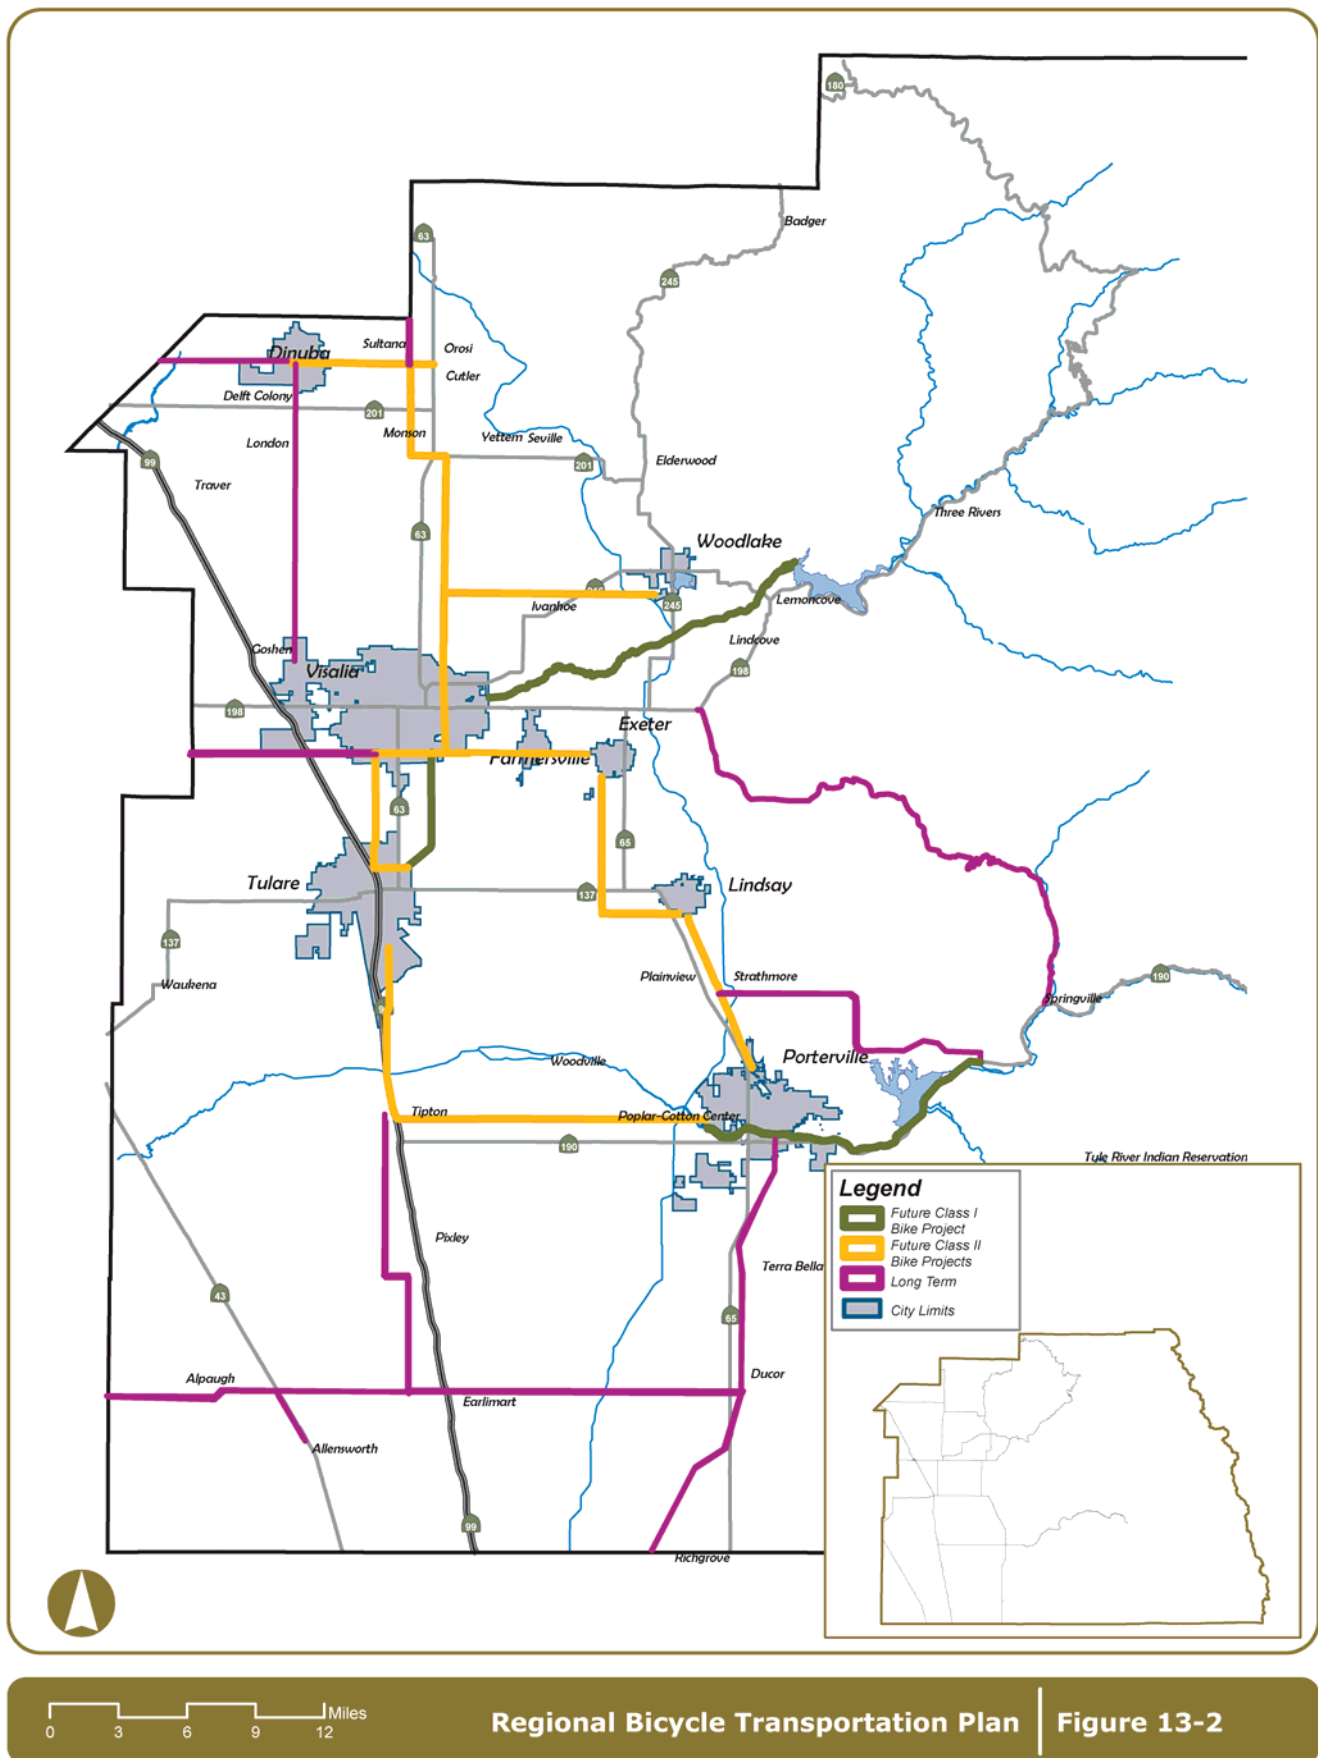 180
Badger
63
245
Sultana
Orosi
Dinuba
Cutler
Delft Colony
201
Monson
London
Yettem Seville
Elderwood
99
201
Traver
Three Rivers
63
Woodlake
Lemoncove
245
Ivanhoe
Lindcove
Goshen
Visalia
198
198
Exeter
Farmersville
63
65
Tulare
Lindsay
137
137
Plainview
Strathmore
190
Waukena
Springville
Porterville
Woodville
Tipton
Poplar-Cotton Center
190
Tule River Indian Reservation
Legend
Future Class I
Bike Project
Future Class II
Bike Projects
Long Term
City Limits
Pixley
Terra Bella
43
65
Alpaugh
Ducor
Earlimart
Allensworth
99
Richgrove
Miles
0 3 6 9 12
Regional Bicycle Transportation Plan
Figure 13-2